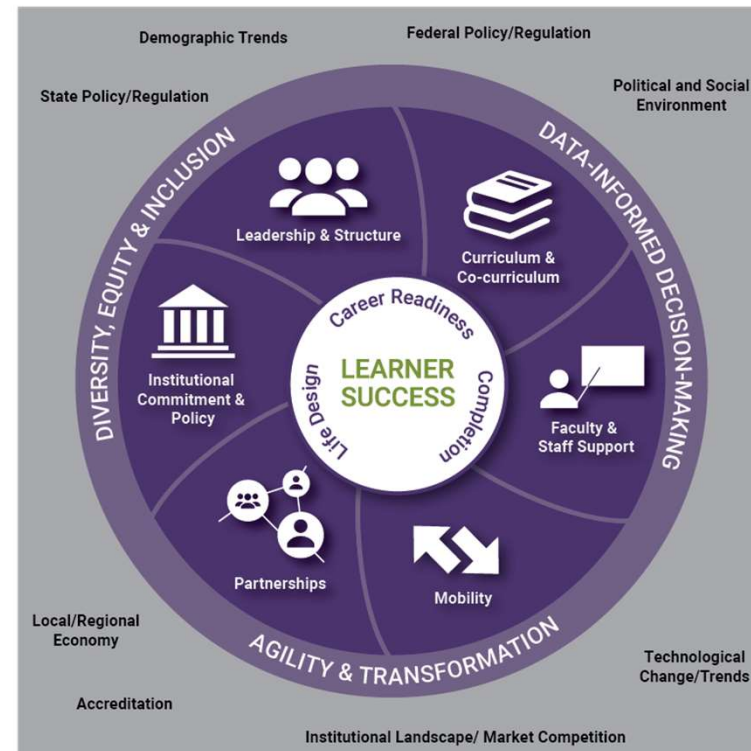 Demographic Trends
Federal Policy/Regulation
State Policy/Regulation
Political and Social
Environment
DIVERSITY, EQUITY & INCLUSION
DATA-INFORMED DECISION-MAKING
Leadership & Structure
Curriculum &
Co-curriculum
Institutional
Commitment &
Policy
Career Readiness
LEARNER
SUCCESS
Life Design
Completion
Faculty &
Staff Support
Partnerships
Mobility
AGILITY & TRANSFORMATION
Local/Regional
Economy
Accreditation
Technological
Change/Trends
Institutional Landscape/ Market Competition